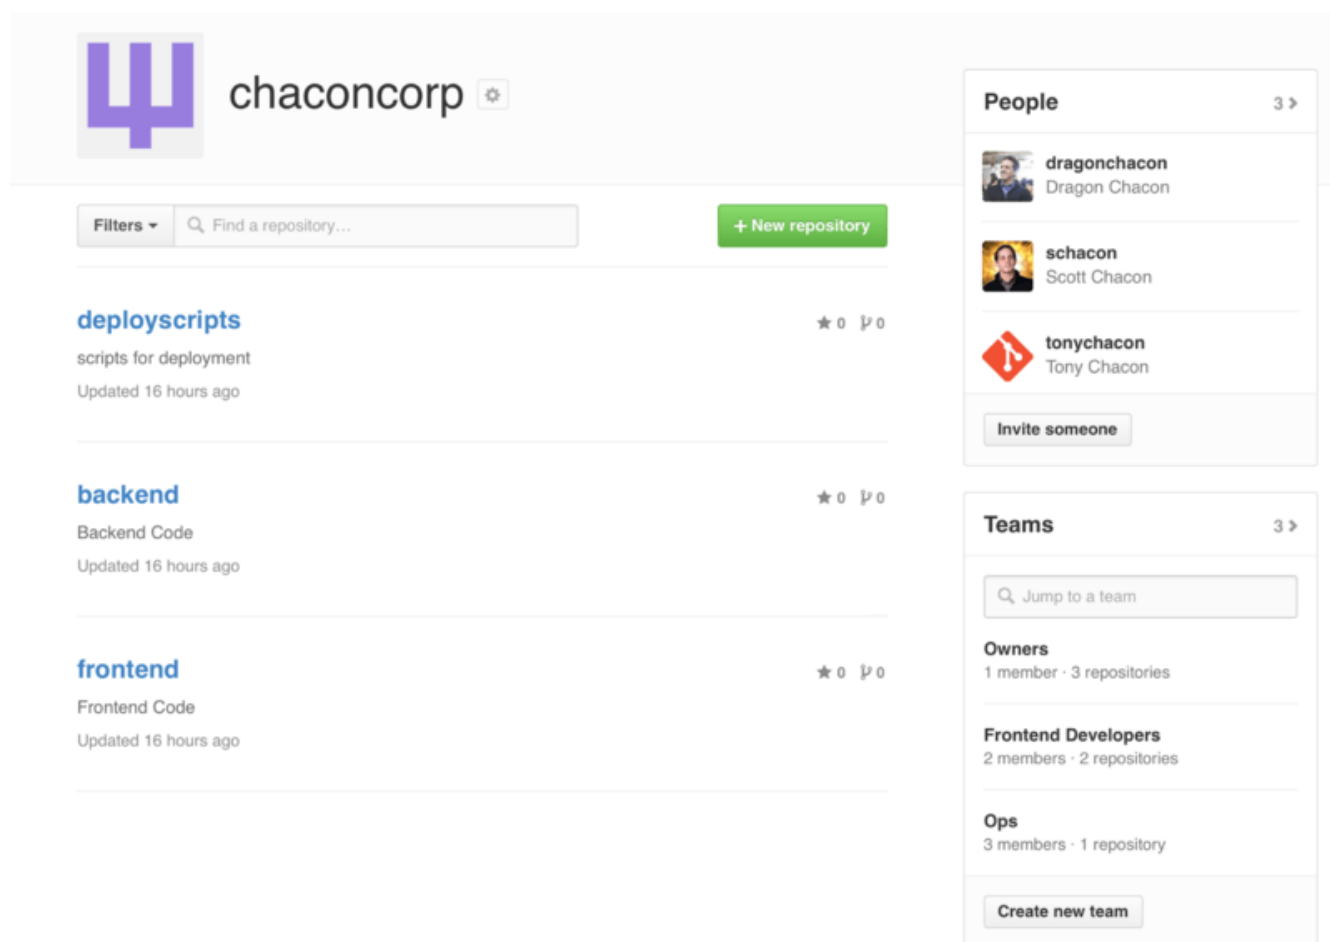 chaconcorp
Filters
Find a repository...
+ New repository
deployscripts
0 0
scripts for deployment
Updated 16 hours ago
backend
0 0
Backend Code
Updated 16 hours ago
frontend
0 0
Frontend Code
Updated 16 hours ago
People 3
dragonchacon
Dragon Chacon
schacon
Scott Chacon
tonychacon
Tony Chacon
Invite someone
Teams 3
Jump to a team
Owners
1 member · 3 repositories
Frontend Developers
2 members · 2 repositories
Ops
3 members · 1 repository
Create new team